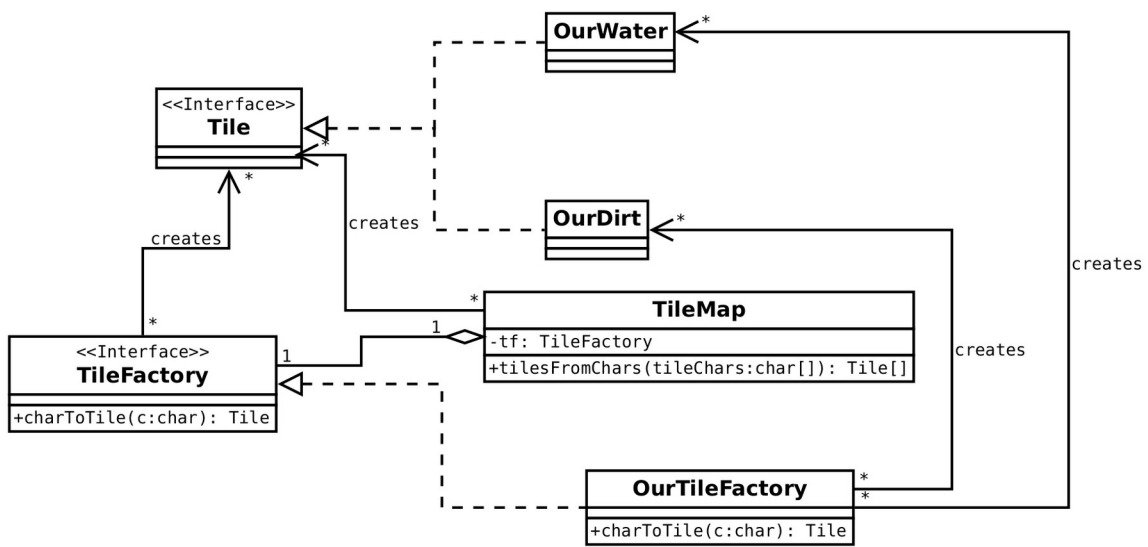 OurWater
*
<<Interface>>
Tile
*
*
creates
creates
OurDirt
*
creates
*
*
TileMap
-tf: TileFactory
+tilesFromChars(tileChars:char[]): Tile[]
1
1
<<Interface>>
TileFactory
+charToTile(c:char): Tile
creates
*
*
OurTileFactory
+charToTile(c:char): Tile